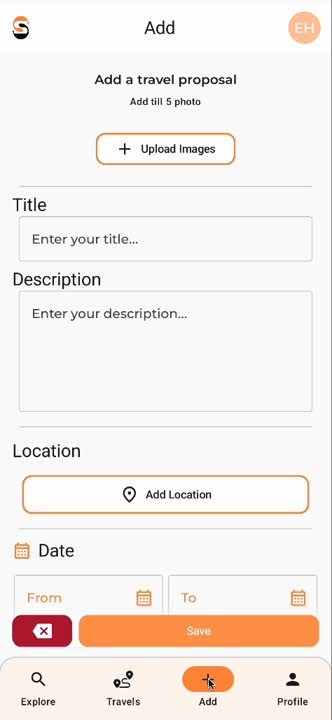 Add
EH
Add a travel proposal
Add till 5 photo
Upload Images
Title
Enter your title...
Description
Enter your description...
Location
Add Location
Date
From
To
Save
Explore
Travels
Add
Profile